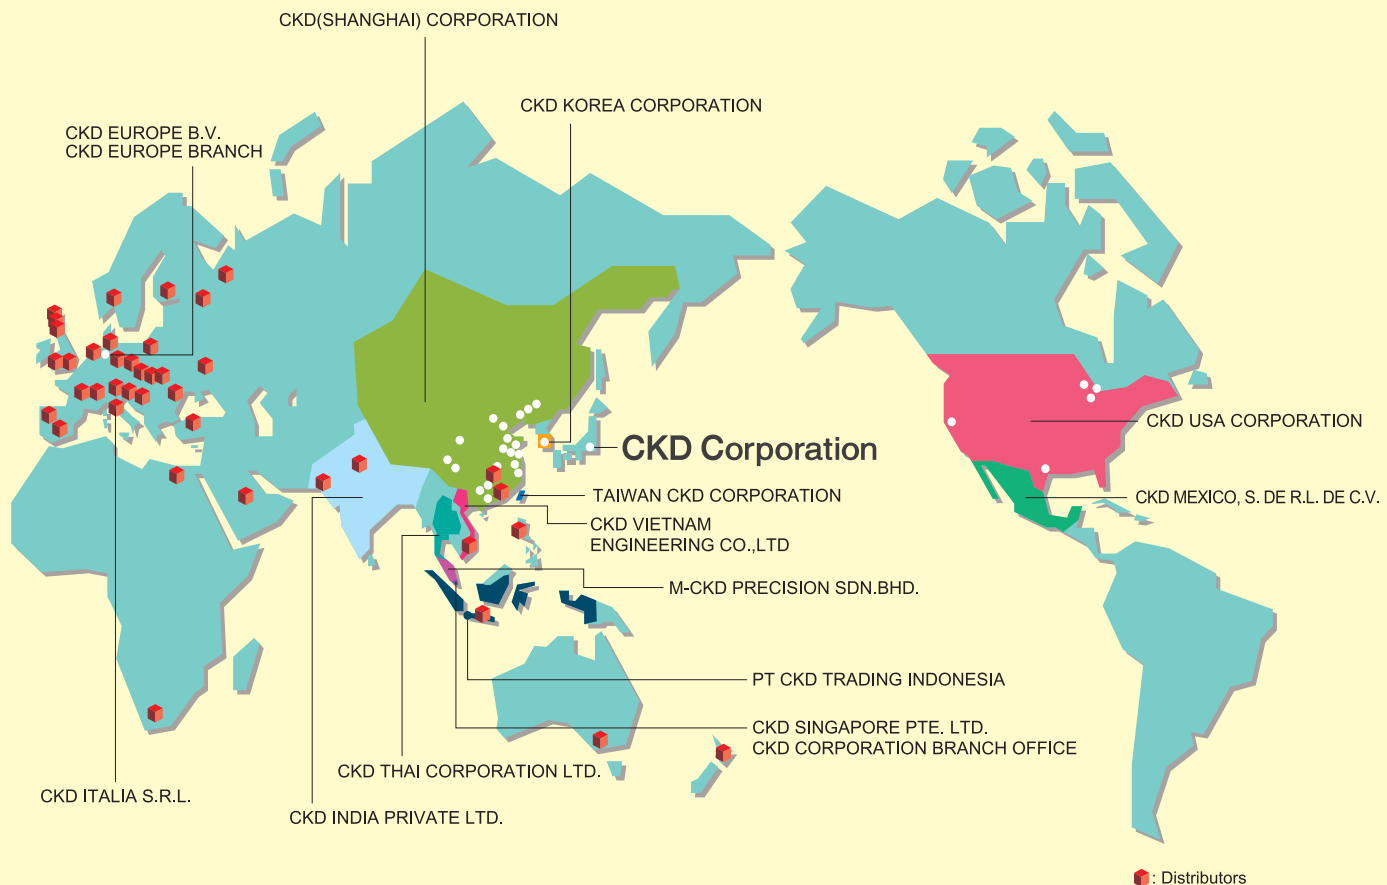 CKD(SHANGHAI) CORPORATION
CKD KOREA CORPORATION
CKD EUROPE B.V.
CKD EUROPE BRANCH
CKD USA CORPORATION
CKD Corporation
TAIWAN CKD CORPORATION
CKD MEXICO, S. DE R.L. DE C.V.
CKD VIETNAM
ENGINEERING CO.,LTD
M-CKD PRECISION SDN.BHD.
PT CKD TRADING INDONESIA
CKD SINGAPORE PTE. LTD.
CKD CORPORATION BRANCH OFFICE
CKD THAI CORPORATION LTD.
CKD ITALIA S.R.L.
CKD INDIA PRIVATE LTD.
: Distributors